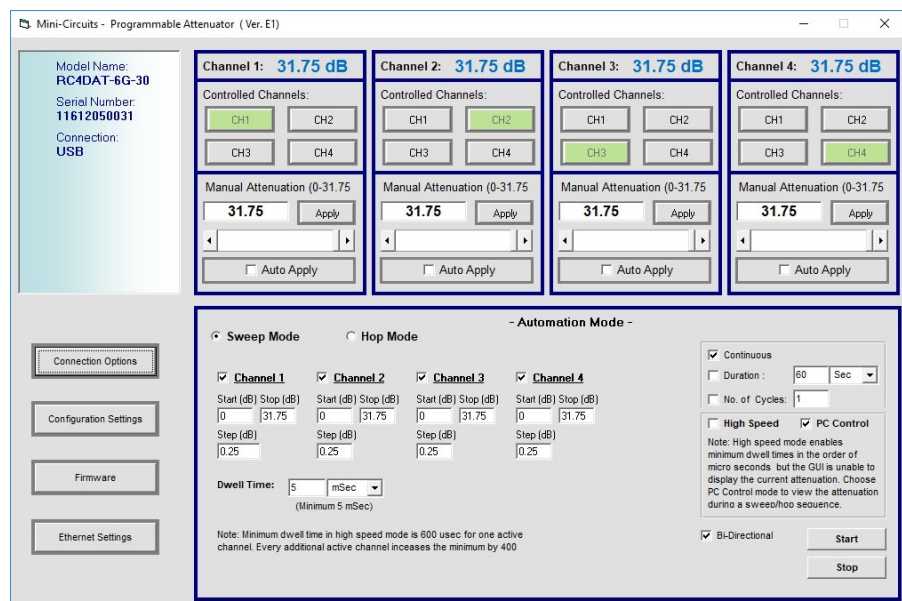 Mini-Circuits - Programmable Attenuator ( Ver. E1)
Model Name:
RC4DAT-6G-30
Serial Number:
11612050031
Connection:
USB
Channel 1: 31.75 dB
Controlled Channels:
CH1 CH2
CH3 CH4
Manual Attenuation (0-31.75
31.75 Apply
Auto Apply
Channel 2: 31.75 dB
Controlled Channels:
CH1 CH2
CH3 CH4
Manual Attenuation (0-31.75
31.75 Apply
Auto Apply
Channel 3: 31.75 dB
Controlled Channels:
CH1 CH2
CH3 CH4
Manual Attenuation (0-31.75
31.75 Apply
Auto Apply
Channel 4: 31.75 dB
Controlled Channels:
CH1 CH2
CH3 CH4
Manual Attenuation (0-31.75
31.75 Apply
Auto Apply
Connection Options
Configuration Settings
Firmware
Ethernet Settings
- Automation Mode -
Sweep Mode Hop Mode
Channel 1 Channel 2 Channel 3 Channel 4
Start (dB) Stop (dB) Start (dB) Stop (dB) Start (dB) Stop (dB) Start (dB) Stop (dB)
0 31.75 0 31.75 0 31.75 0 31.75
Step (dB) Step (dB) Step (dB) Step (dB)
0.25 0.25 0.25 0.25
Dwell Time: 5 mSec
(Minimum 5 mSec)
Note: Minimum dwell time in high speed mode is 600 usec for one active
channel. Every additional active channel inceases the minimum by 400
Continuous
Duration : 60 Sec
No. of Cycles: 1
High Speed PC Control
Note: High speed mode enables
minimum dwell times in the order of
micro seconds but the GUI is unable to
display the current attenuation. Choose
PC Control mode to view the attenuation
during a sweep/hop sequence.
Bi-Directional Start
Stop